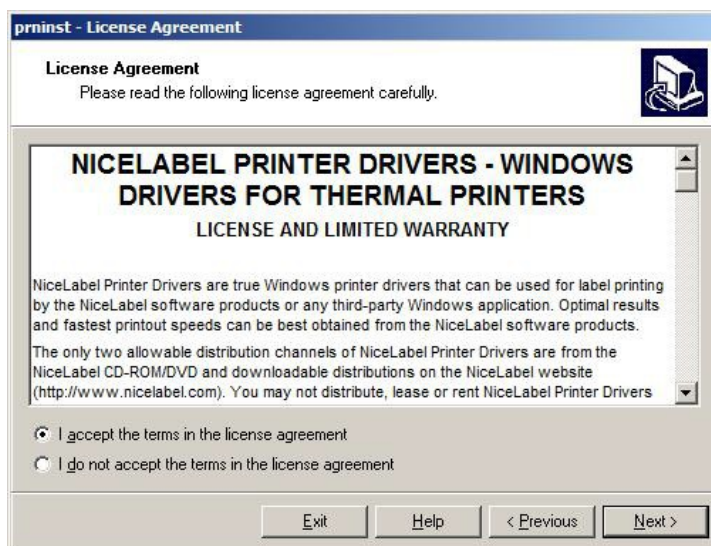 prninst - License Agreement
License Agreement
Please read the following license agreement carefully.
NICELABEL PRINTER DRIVERS - WINDOWS
DRIVERS FOR THERMAL PRINTERS
LICENSE AND LIMITED WARRANTY
NiceLabel Printer Drivers are true Windows printer drivers that can be used for label printing
by the NiceLabel software products or any third-party Windows application. Optimal results
and fastest printout speeds can be best obtained from the NiceLabel software products.
The only two allowable distribution channels of NiceLabel Printer Drivers are from the
NiceLabel CD-ROM/DVD and downloadable distributions on the NiceLabel website
(http://www.nicelabel.com). You may not distribute, lease or rent NiceLabel Printer Drivers
I accept the terms in the license agreement
I do not accept the terms in the license agreement
Exit Help < Previous Next >